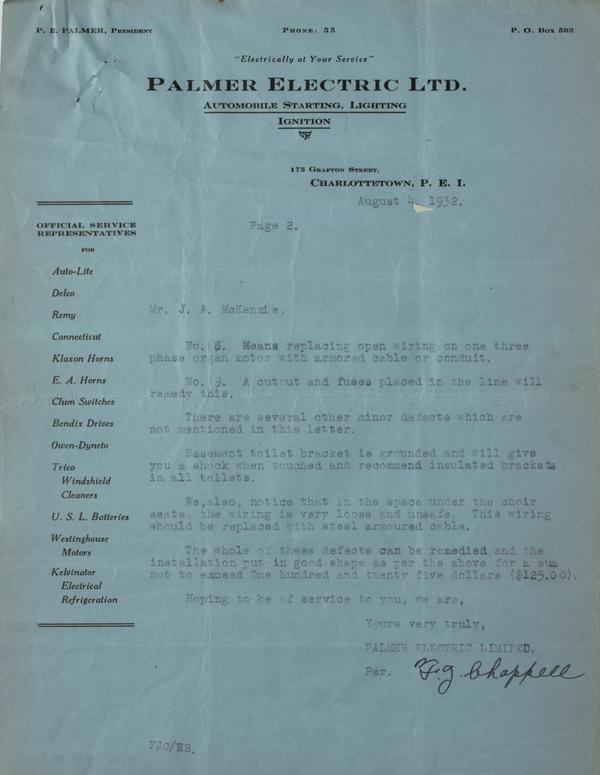 P. E. PALMER, PRESIDENT
PHONE: 55
P. O. BOX 503
"Electrically at Your Service"
PALMER ELECTRIC LTD.
AUTOMOBILE STARTING, LIGHTING
IGNITION
173 GRAFTON STREET,
CHARLOTTETOWN, P. E. I.
August 4, 1932.
Page 2.
OFFICIAL SERVICE
REPRESENTATIVES
FOR
Auto-Lite
Delco
Remy
Connecticut
Klaxon Horns
E. A. Horns
Clum Switches
Bendix Drives
Owen-Dyneto
Trico
Windshield
Cleaners
U. S. L. Batteries
Westinghouse
Motors
Kelvinator
Electrical
Refrigeration
Mr. J. A. McKenzie,
No. 8. Means replacing open wiring on one three
phase organ motor with armored cable or conduit.
No. 9. A cutout and fuses placed in the line will
remedy this.
There are several other minor defects which are
not mentioned in this letter.
Basement toilet bracket is grounded and will give
you a shock when touched and recommend insulated brackets
in all toilets.
We,also, notice that in the space under the choir
seats, the wiring is very loose and unsafe. This wiring
should be replaced with steel armoured cable.
The whole of these defects can be remedied and the
installation put in good shape as per the above for a sum
not to exceed One hundred and twenty five dollars ($125.00).
Hoping to be of service to you, we are,
Yours very truly,
PALMER ELECTRIC LIMITED.
Per. F.J. Chappell
FJC/EB.